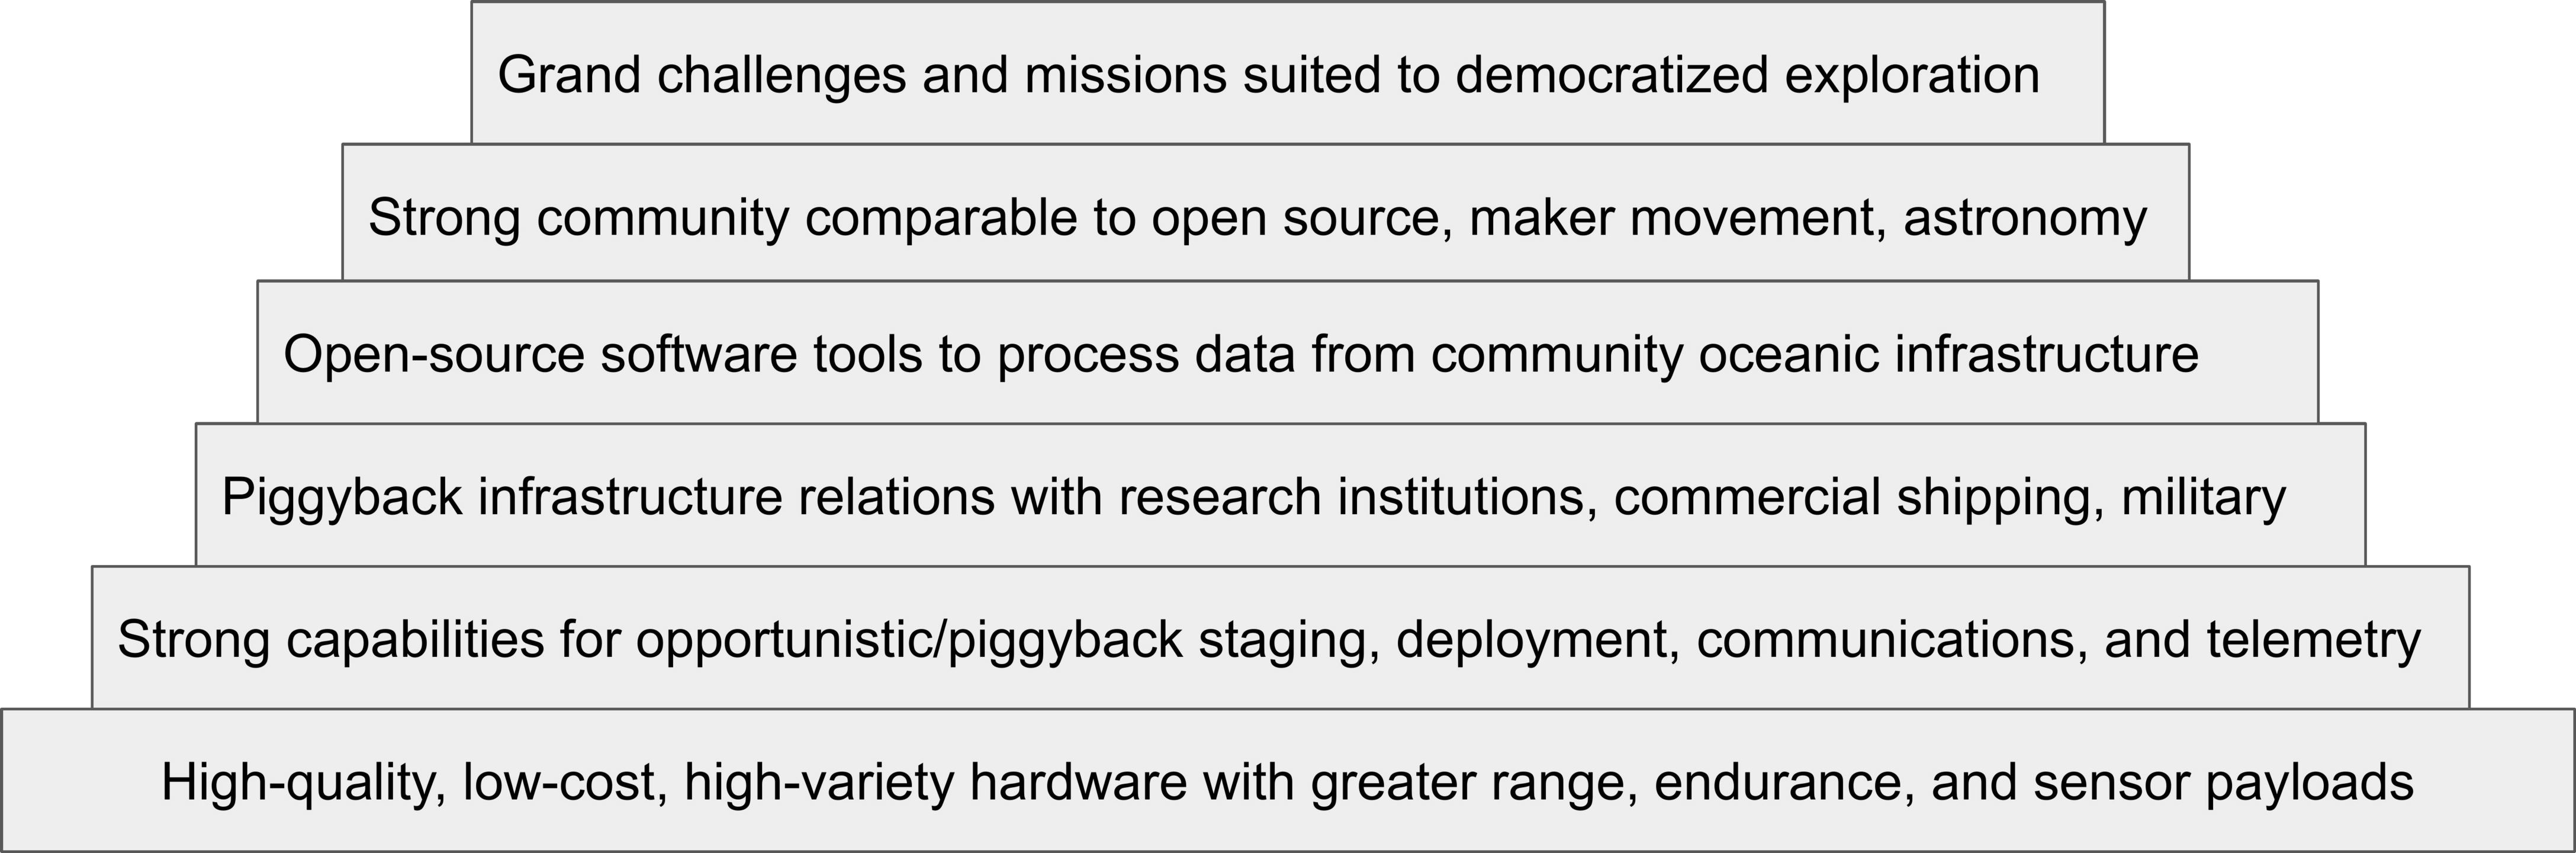 Grand challenges and missions suited to democratized exploration
Strong community comparable to open source, maker movement, astronomy
Open-source software tools to process data from community oceanic infrastructure
Piggyback infrastructure relations with research institutions, commercial shipping, military
Strong capabilities for opportunistic/piggyback staging, deployment, communications, and telemetry
High-quality, low-cost, high-variety hardware with greater range, endurance, and sensor payloads